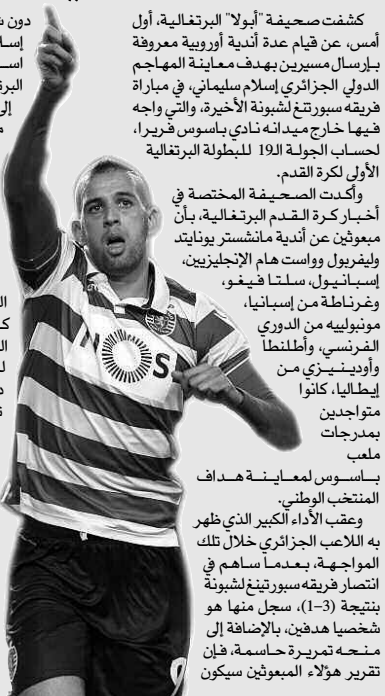 كشفت صحيفة "أبولا" البرتغالية، أول
أمس، عن قيام عدة أندية أوروبية معروفة
بإرسال مسيرين بهدف معاينة المهاجم
الدولي الجزائري إسلام سليماني، في مباراة
فريقه سبورتنغ لشبونة الأخيرة، والتي واجه
فيها خارج ميدانه نادي باسوس فريرا،
لحساب الجولة الـ19 للبطولة البرتغالية
الأولى لكرة القدم.
وأكدت الصحيفة المختصة في
أخبار كرة القدم البرتغالية، بأن
مبعوثين عن أندية مانشستر يونايتد
وليفربول وواست هام الإنجليزيين،
إسبانيول، سلتا فيغو،
وغرناطة من إسبانيا،
مونبولييه من الدوري
الفرنسي، وأطلنطا
وأودينيزي من
إيطاليا، كانوا
متواجدين
بمدرجات
ملعب
باسوس لمعاينة هداف
المنتخب الوطني.
وعقب الأداء الكبير الذي ظهر
به اللاعب الجزائري خلال تلك
المواجهة، بعدما ساهم في
انتصار فريقه سبورتينغ لشبونة
بنتيجة (3-1)، سجل منها هو
شخصيا هدفين، بالإضافة إلى
منحه تمريرة حاسمة، فإن
تقرير هؤلاء المبعوثين سيكون
دون
إسلا
البرتغ
إلى
NOS